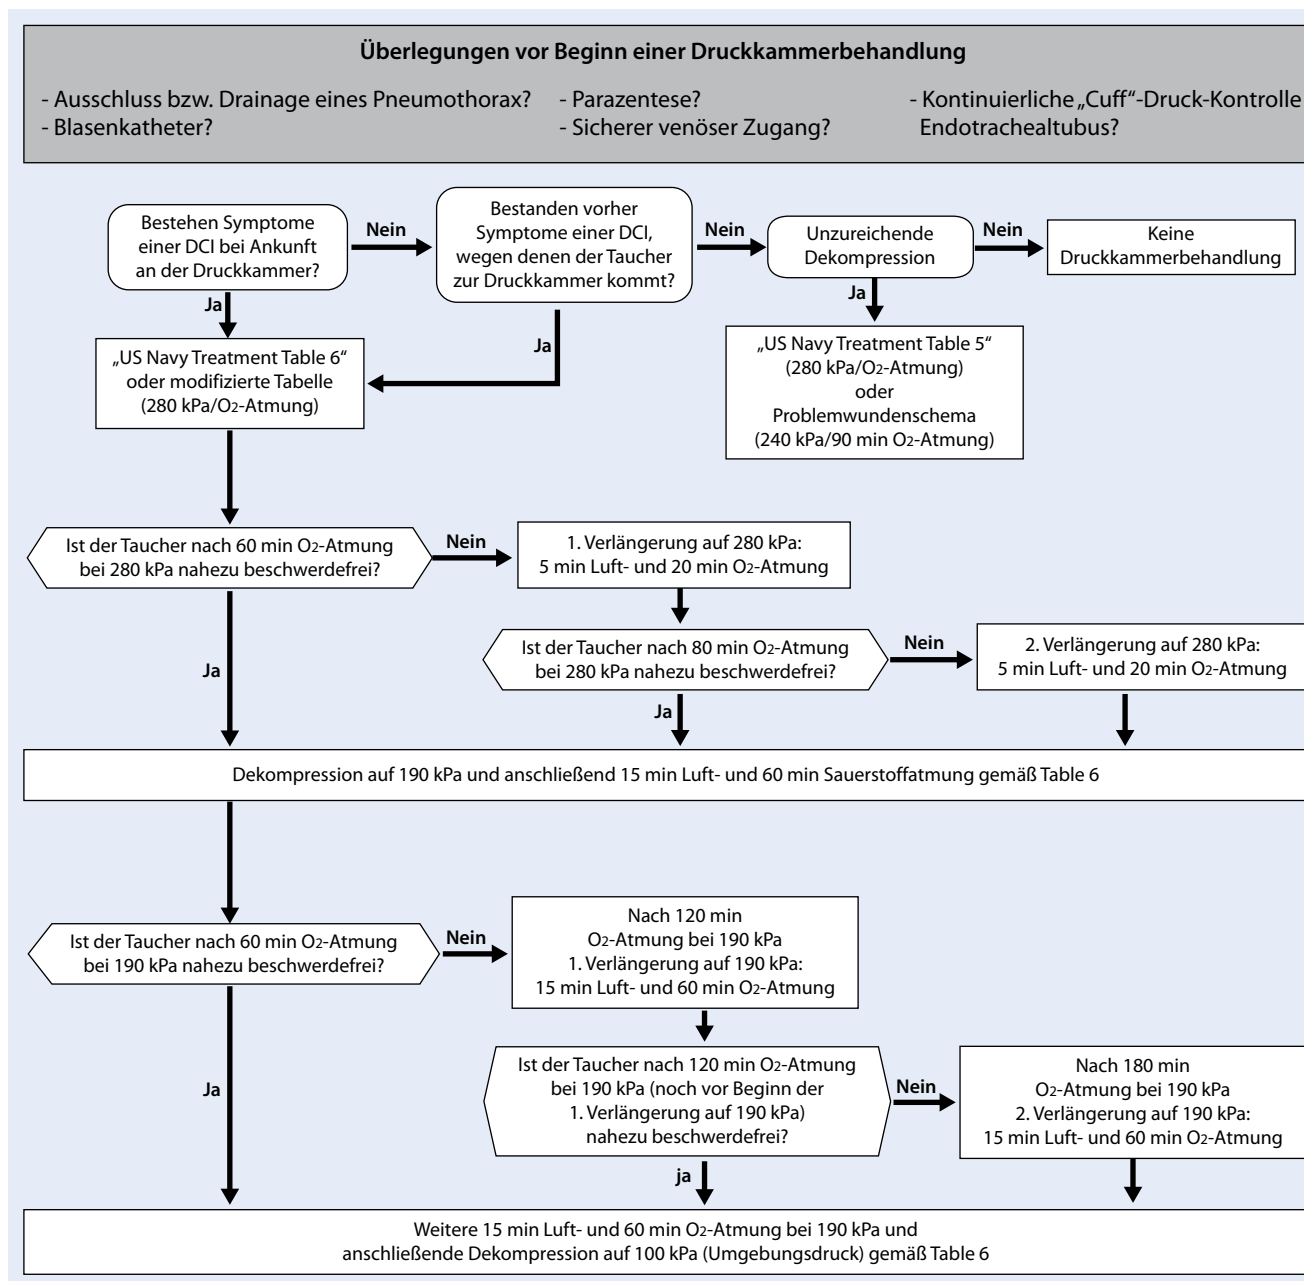 Überlegungen vor Beginn einer Druckkammerbehandlung
- Ausschluss bzw. Drainage eines Pneumothorax?
- Blasenkatheter?
- Parazentese?
- Sicherer venöser Zugang?
- Kontinuierliche „Cuff“-Druck-Kontrolle
Endotrachealtubus?
Bestehen Symptome
einer DCI bei Ankunft
an der Druckkammer?
Nein
Bestanden vorher
Symptome einer DCI,
wegen denen der Taucher
zur Druckkammer kommt?
Nein
Unzureichende
Dekompression
Nein
Keine
Druckkammerbehandlung
Ja
Ja
Ja
„US Navy Treatment Table 6“
oder modifizierte Tabelle
(280 kPa/O2-Atmung)
„US Navy Treatment Table 5“
(280 kPa/O2-Atmung)
oder
Problemwundenschema
(240 kPa/90 min O2-Atmung)
Ist der Taucher nach 60 min O2-Atmung
bei 280 kPa nahezu beschwerdefrei?
Nein
1. Verlängerung auf 280 kPa:
5 min Luft- und 20 min O2-Atmung
Ja
Ist der Taucher nach 80 min O2-Atmung
bei 280 kPa nahezu beschwerdefrei?
Nein
2. Verlängerung auf 280 kPa:
5 min Luft- und 20 min O2-Atmung
Ja
Dekompression auf 190 kPa und anschließend 15 min Luft- und 60 min Sauerstoffatmung gemäß Table 6
Ist der Taucher nach 60 min O2-Atmung
bei 190 kPa nahezu beschwerdefrei?
Nein
Nach 120 min
O2-Atmung bei 190 kPa
1. Verlängerung auf 190 kPa:
15 min Luft- und 60 min O2-Atmung
Ja
Ist der Taucher nach 120 min O2-Atmung
bei 190 kPa (noch vor Beginn der
1. Verlängerung auf 190 kPa)
nahezu beschwerdefrei?
Nein
Nach 180 min
O2-Atmung bei 190 kPa
2. Verlängerung auf 190 kPa:
15 min Luft- und 60 min O2-Atmung
ja
Weitere 15 min Luft- und 60 min O2-Atmung bei 190 kPa und
anschließende Dekompression auf 100 kPa (Umgebungsdruck) gemäß Table 6